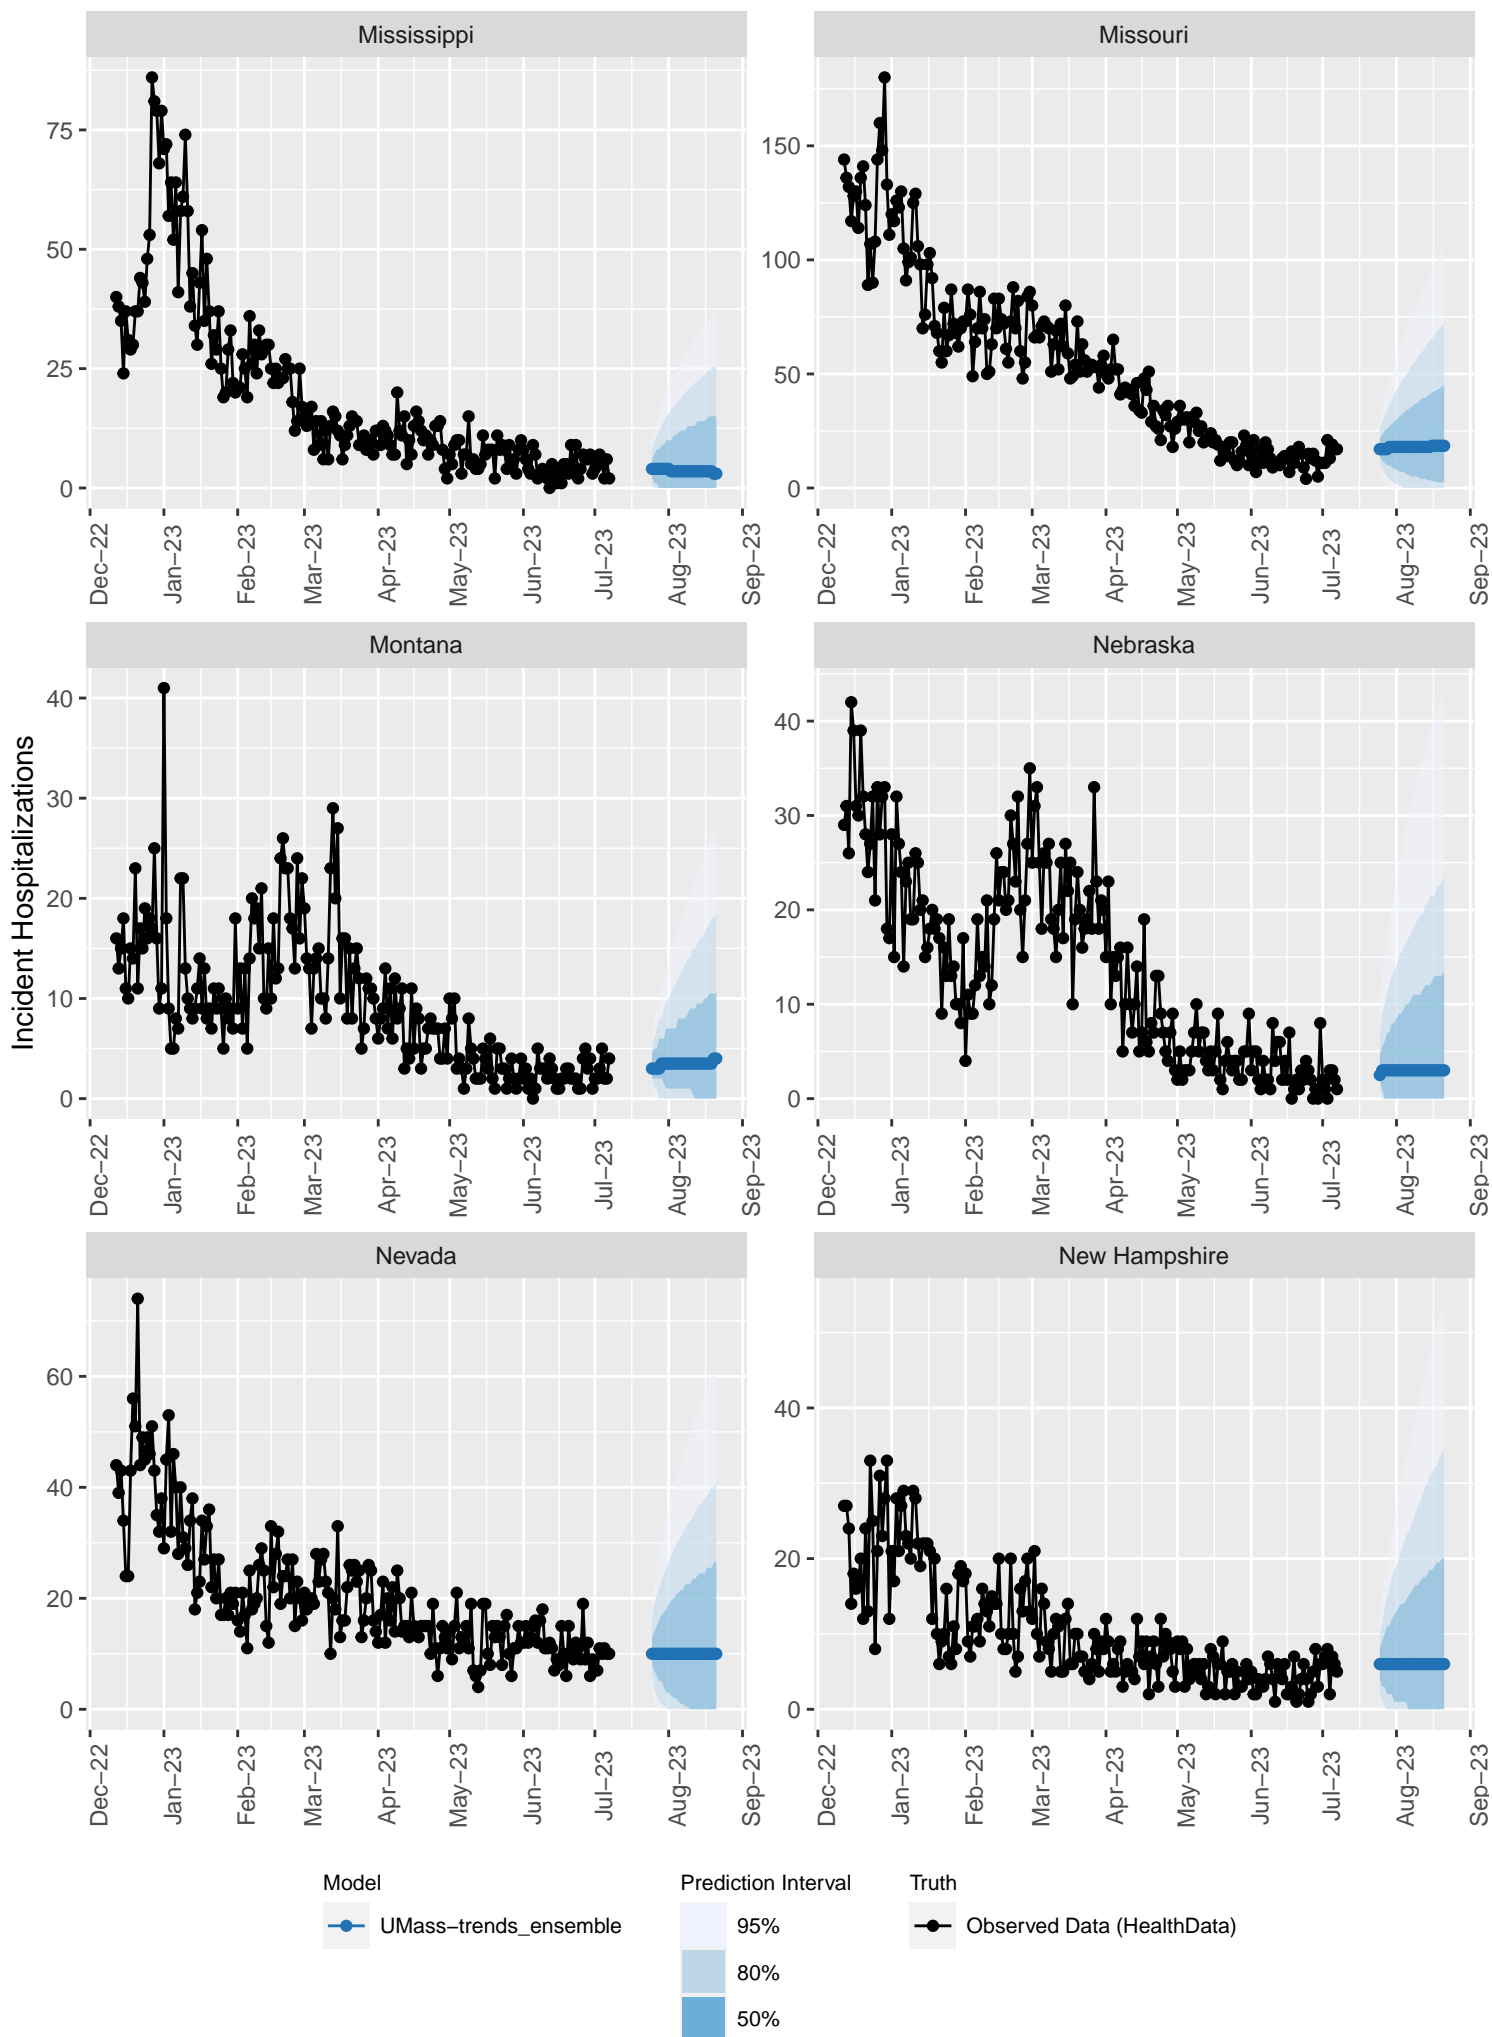 Mississippi
Missouri
75
50
25
0
150
100
50
0
Dec−22
Jan−23
Feb−23
Mar−23
Apr−23
May−23
Jun−23
Jul−23
Aug−23
Sep−23
Dec−22
Jan−23
Feb−23
Mar−23
Apr−23
May−23
Jun−23
Jul−23
Aug−23
Sep−23
Incident Hospitalizations
Montana
Nebraska
40
30
20
10
0
40
30
20
10
0
Dec−22
Jan−23
Feb−23
Mar−23
Apr−23
May−23
Jun−23
Jul−23
Aug−23
Sep−23
Dec−22
Jan−23
Feb−23
Mar−23
Apr−23
May−23
Jun−23
Jul−23
Aug−23
Sep−23
Nevada
New Hampshire
60
40
20
0
40
20
0
Dec−22
Jan−23
Feb−23
Mar−23
Apr−23
May−23
Jun−23
Jul−23
Aug−23
Sep−23
Dec−22
Jan−23
Feb−23
Mar−23
Apr−23
May−23
Jun−23
Jul−23
Aug−23
Sep−23
Model
UMass−trends_ensemble
Prediction Interval
95%
80%
50%
Truth
Observed Data (HealthData)